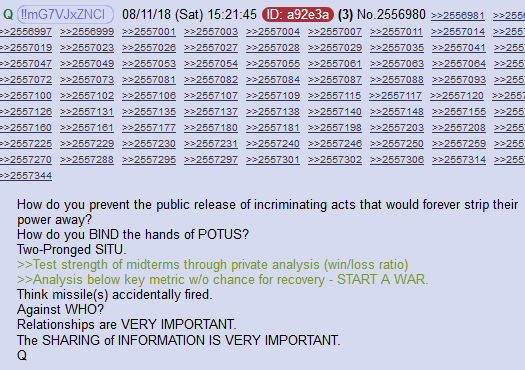 Q !!mG7VJxZNCI 08/11/18 (Sat) 15:21:45 ID: a92e3a (3) No.2556980 >>2556981
>>2556997 >>2556999 >>2557001 >>2557003 >>2557004 >>2557007 >>2557011 >>2557014
>>2557019 >>2557023 >>2557026 >>2557027 >>2557028 >>2557029 >>2557035 >>2557041
>>2557047 >>2557049 >>2557053 >>2557054 >>2557055 >>2557061 >>2557063 >>2557064
>>2557072 >>2557073 >>2557081 >>2557082 >>2557084 >>2557087 >>2557088 >>2557093
>>2557100 >>2557102 >>2557106 >>2557107 >>2557109 >>2557115 >>2557117 >>2557120
>>2557126 >>2557131 >>2557135 >>2557137 >>2557138 >>2557140 >>2557148 >>2557155
>>2557160 >>2557161 >>2557177 >>2557180 >>2557181 >>2557198 >>2557203 >>2557208
>>2557225 >>2557229 >>2557230 >>2557231 >>2557240 >>2557246 >>2557250 >>2557259
>>2557270 >>2557288 >>2557295 >>2557297 >>2557301 >>2557302 >>2557306 >>2557314
>>2557344
How do you prevent the public release of incriminating acts that would forever strip their
power away?
How do you BIND the hands of POTUS?
Two-Pronged SITU.
>>Test strength of midterms through private analysis (win/loss ratio)
>>Analysis below key metric w/o chance for recovery - START A WAR.
Think missile(s) accidentally fired.
Against WHO?
Relationships are VERY IMPORTANT.
The SHARING of INFORMATION IS VERY IMPORTANT.
Q